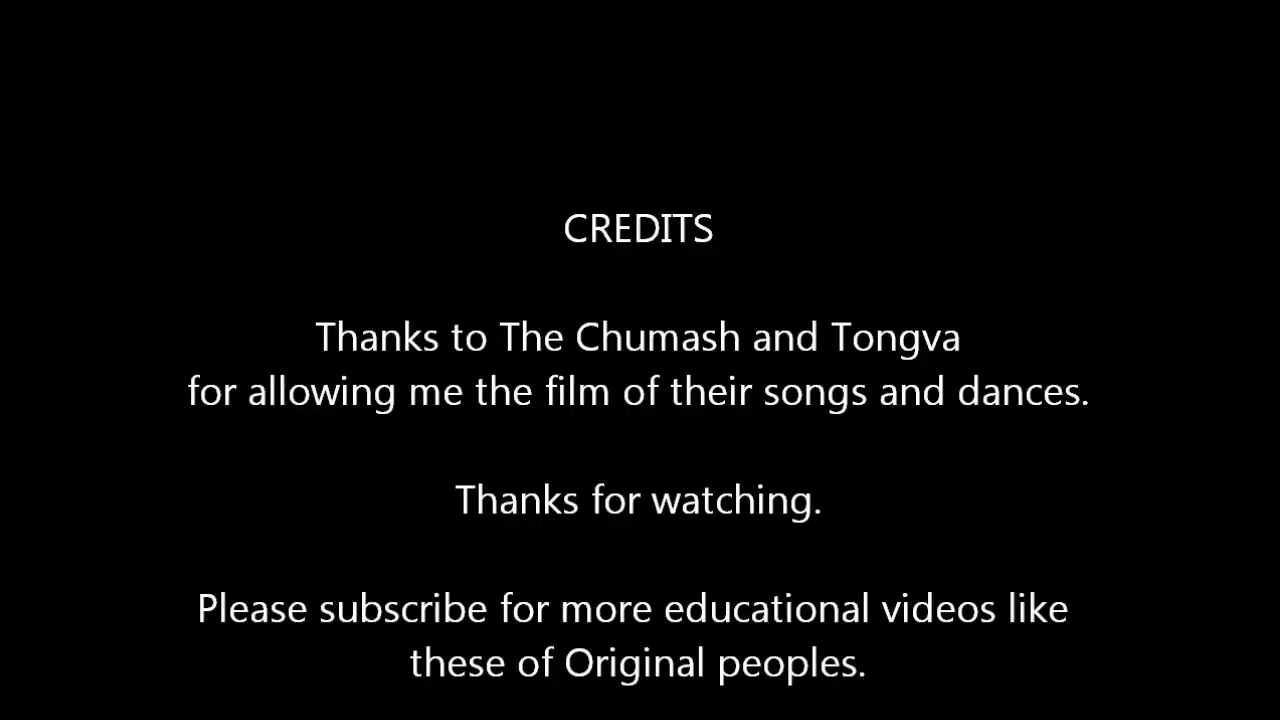 CREDITS
Thanks to The Chumash and Tongva
for allowing me the film of their songs and dances.
Thanks for watching.
Please subscribe for more educational videos like
these of Original peoples.